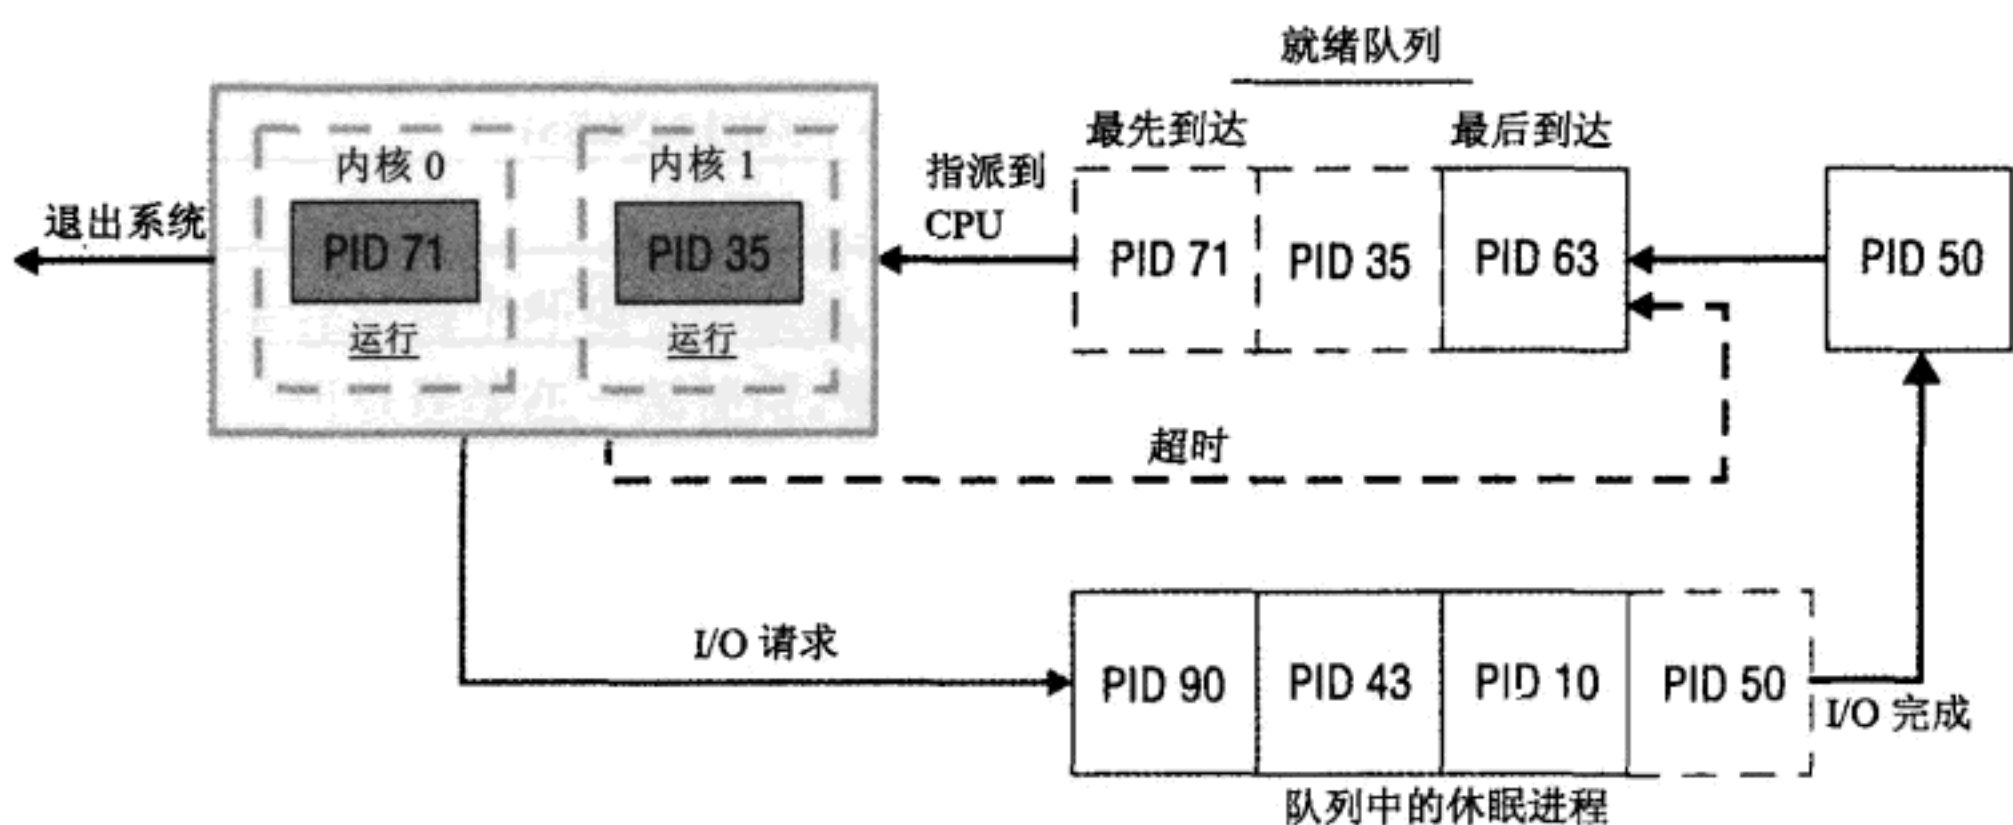 就绪队列
最先到达
最后到达
内核 0
内核 1
指派到
CPU
退出系统
PID 71
PID 35
PID 71
PID 35
PID 63
PID 50
运行
运行
超时
I/O 请求
PID 90
PID 43
PID 10
PID 50
I/O 完成
队列中的休眠进程